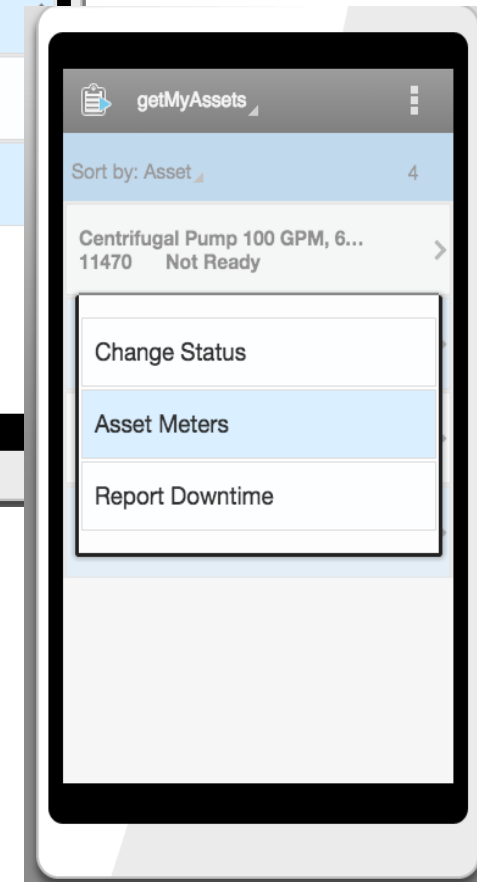 getMyAssets
Sort by: Asset 4
Centrifugal Pump 100 GPM, 6...
11470 Not Ready
Change Status
Asset Meters
Report Downtime